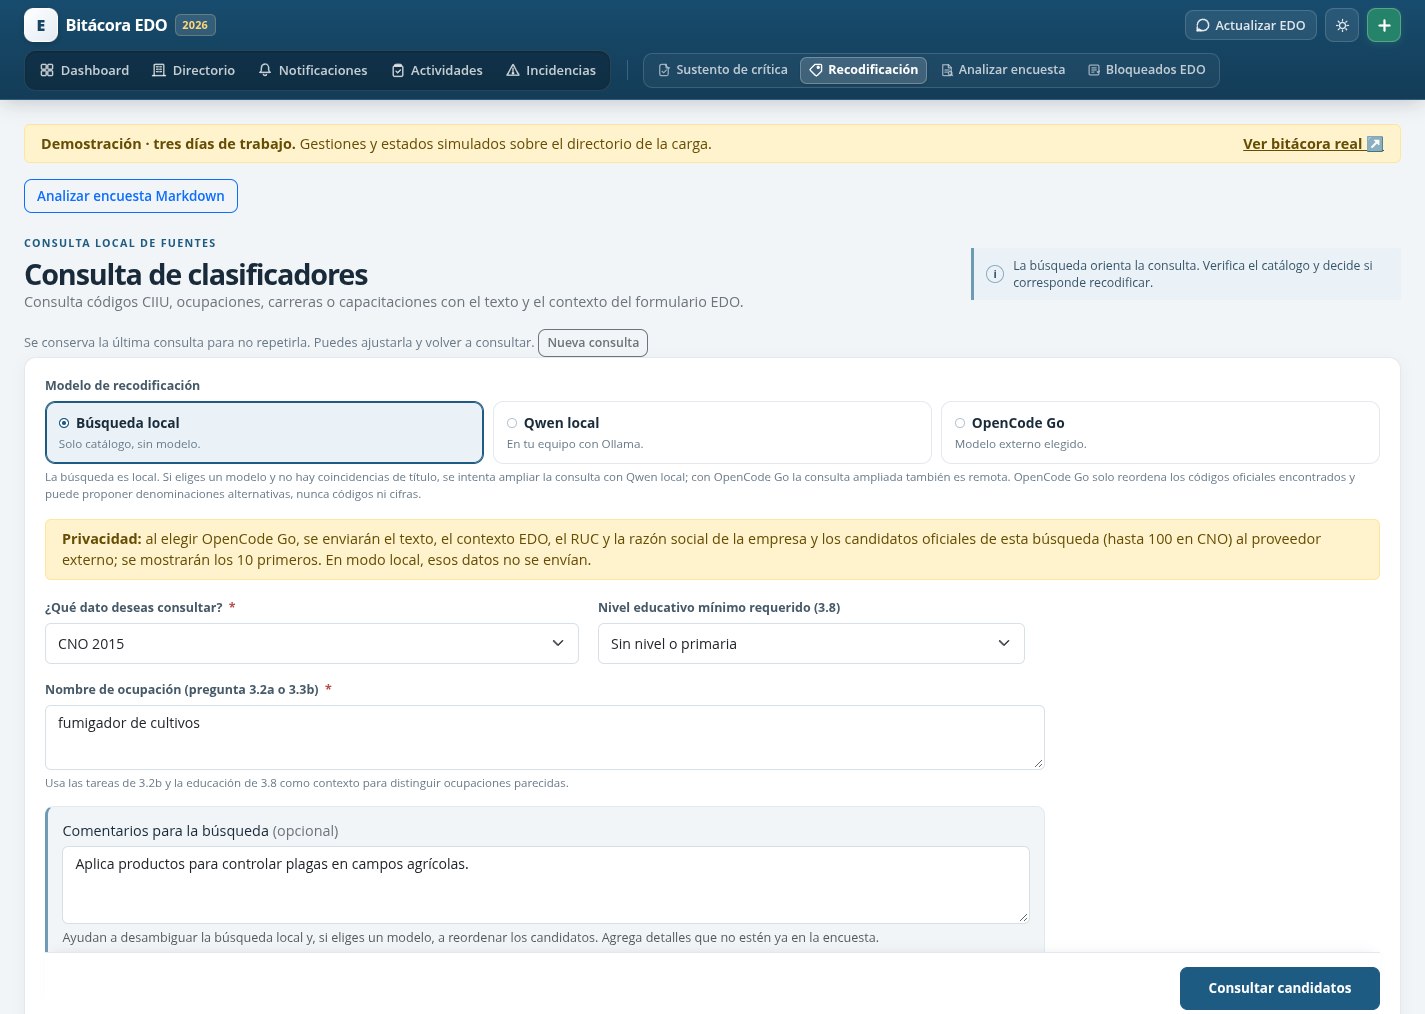 E Bitácora EDO 2026
Actualizar EDO
Dashboard Directorio Notificaciones Actividades Incidencias
Sustento de crítica Recodificación Analizar encuesta Bloqueados EDO
Demostración · tres días de trabajo. Gestiones y estados simulados sobre el directorio de la carga.
Ver bitácora real ↗
Analizar encuesta Markdown
CONSULTA LOCAL DE FUENTES
Consulta de clasificadores
Consulta códigos CIIU, ocupaciones, carreras o capacitaciones con el texto y el contexto del formulario EDO.
La búsqueda orienta la consulta. Verifica el catálogo y decide si
corresponde recodificar.
Se conserva la última consulta para no repetirla. Puedes ajustarla y volver a consultar. Nueva consulta
Modelo de recodificación
Búsqueda local
Solo catálogo, sin modelo.
Qwen local
En tu equipo con Ollama.
OpenCode Go
Modelo externo elegido.
La búsqueda es local. Si eliges un modelo y no hay coincidencias de título, se intenta ampliar la consulta con Qwen local; con OpenCode Go la consulta ampliada también es remota. OpenCode Go solo reordena los códigos oficiales encontrados y
puede proponer denominaciones alternativas, nunca códigos ni cifras.
Privacidad: al elegir OpenCode Go, se enviarán el texto, el contexto EDO, el RUC y la razón social de la empresa y los candidatos oficiales de esta búsqueda (hasta 100 en CNO) al proveedor
externo; se mostrarán los 10 primeros. En modo local, esos datos no se envían.
¿Qué dato deseas consultar? *
CNO 2015
Nivel educativo mínimo requerido (3.8)
Sin nivel o primaria
Nombre de ocupación (pregunta 3.2a o 3.3b) *
fumigador de cultivos
Usa las tareas de 3.2b y la educación de 3.8 como contexto para distinguir ocupaciones parecidas.
Comentarios para la búsqueda (opcional)
Aplica productos para controlar plagas en campos agrícolas.
Ayudan a desambiguar la búsqueda local y, si eliges un modelo, a reordenar los candidatos. Agrega detalles que no estén ya en la encuesta.
Consultar candidatos